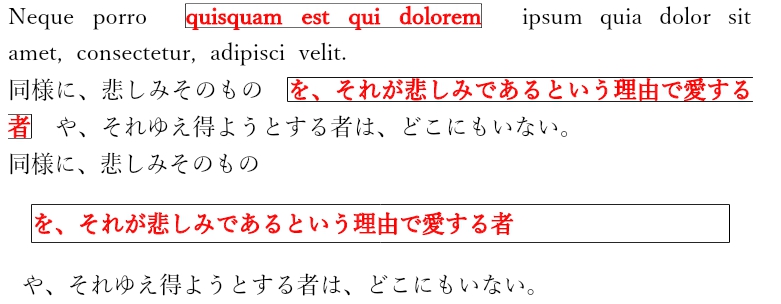 Neque porro quisquam est qui dolorem ipsum quia dolor sit
amet, consectetur, adipisci velit.
同様に、悲しみそのもの を、それが悲しみであるという理由で愛する
者 や、それゆえ得ようとする者は、どこにもいない。
同様に、悲しみそのもの
を、それが悲しみであるという理由で愛する者
や、それゆえ得ようとする者は、どこにもいない。